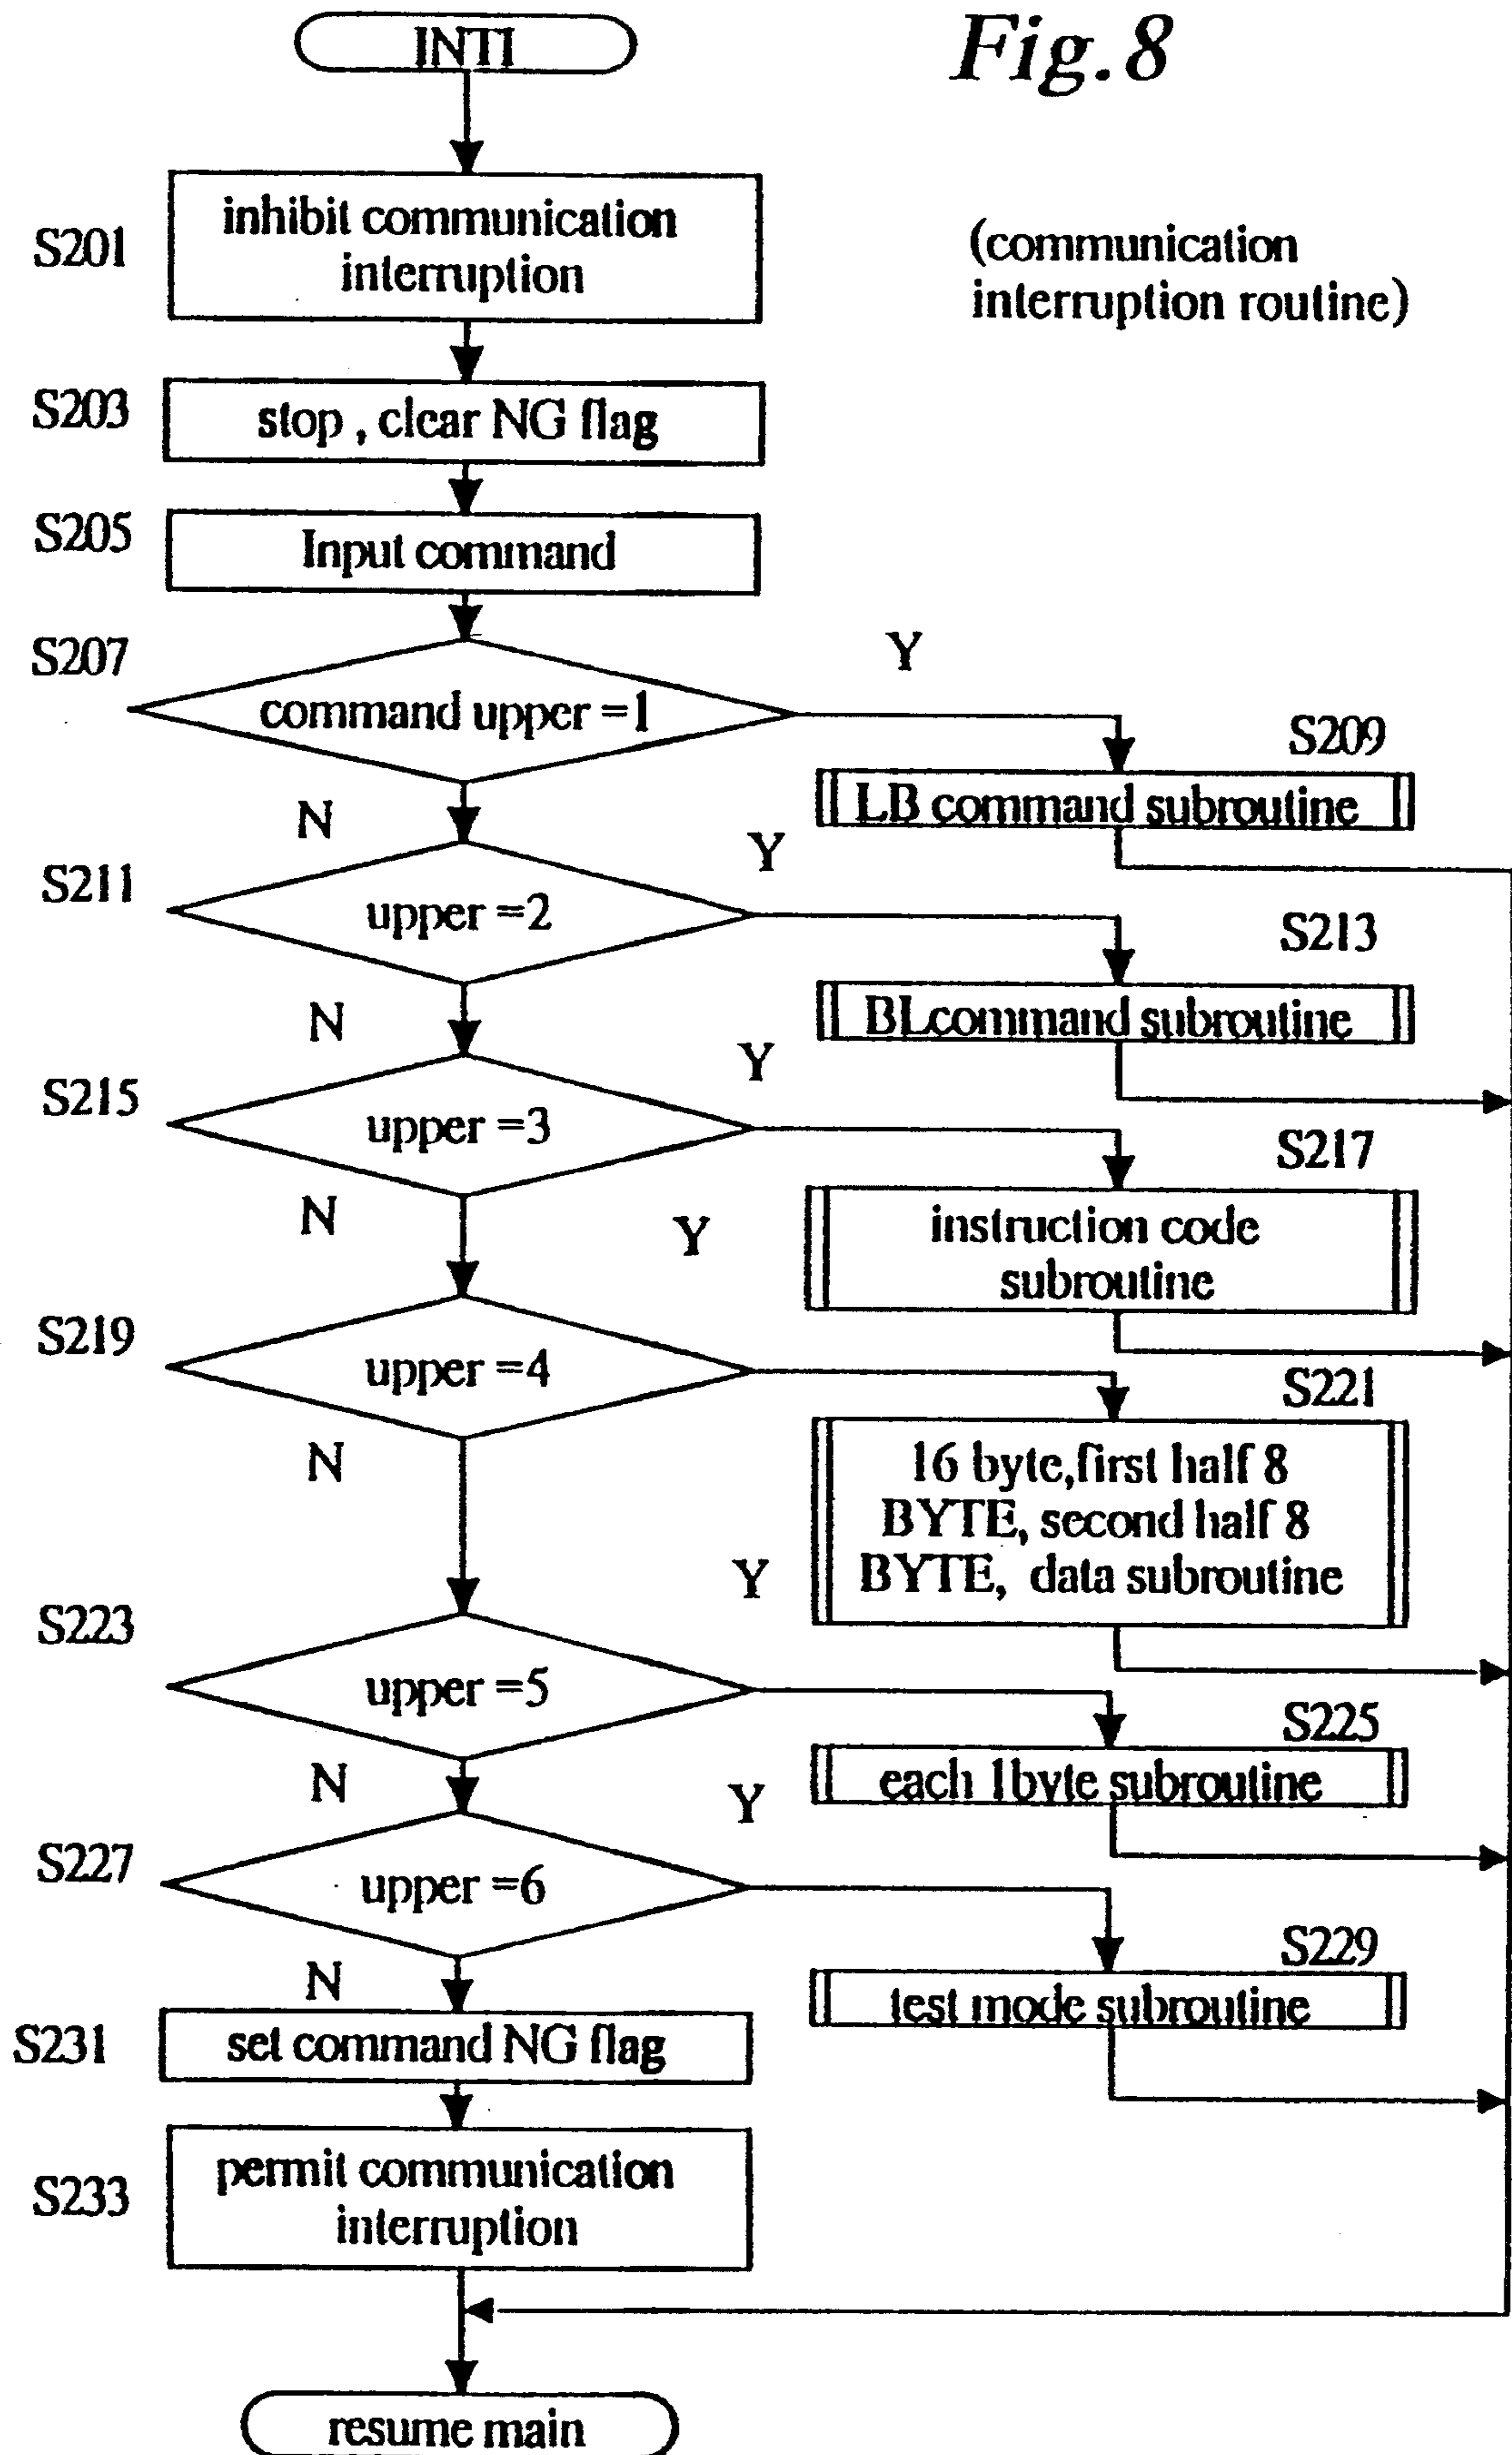 INTI
Fig. 8
S201
inhibit communication
interruption
(communication
interruption routine)
S203
stop , clear NG flag
S205
Input command
S207
command upper =1
Y
S209
LB command subroutine
N
S211
upper =2
Y
S213
BLcommand subroutine
N
S215
upper =3
Y
S217
instruction code
subroutine
N
S219
upper =4
Y
S221
16 byte,first half 8
BYTE, second half 8
BYTE, data subroutine
N
S223
upper =5
Y
S225
each 1byte subroutine
N
S227
upper =6
Y
S229
test mode subroutine
N
S231
set command NG flag
S233
permit communication
interruption
resume main